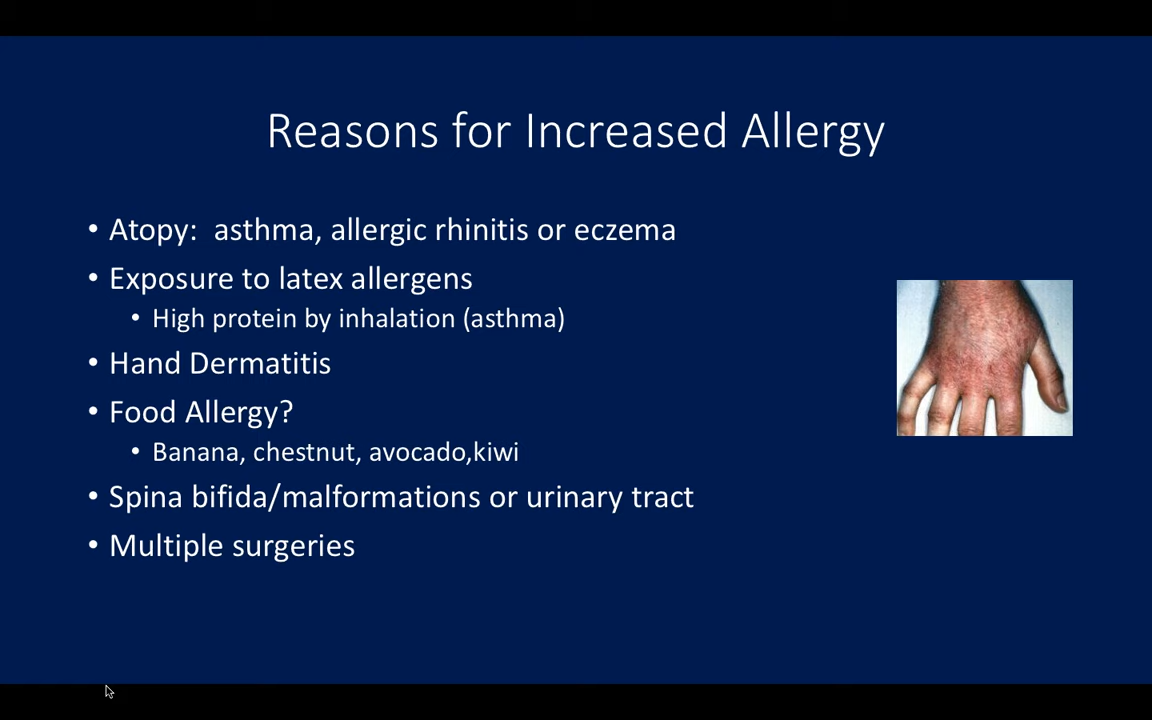 Reasons for Increased Allergy
• Atopy:  asthma, allergic rhinitis or eczema
• Exposure to latex allergens
• High protein by inhalation (asthma)
• Hand Dermatitis
• Food Allergy?
• Banana, chestnut, avocado,kiwi
• Spina bifida/malformations or urinary tract
• Multiple surgeries